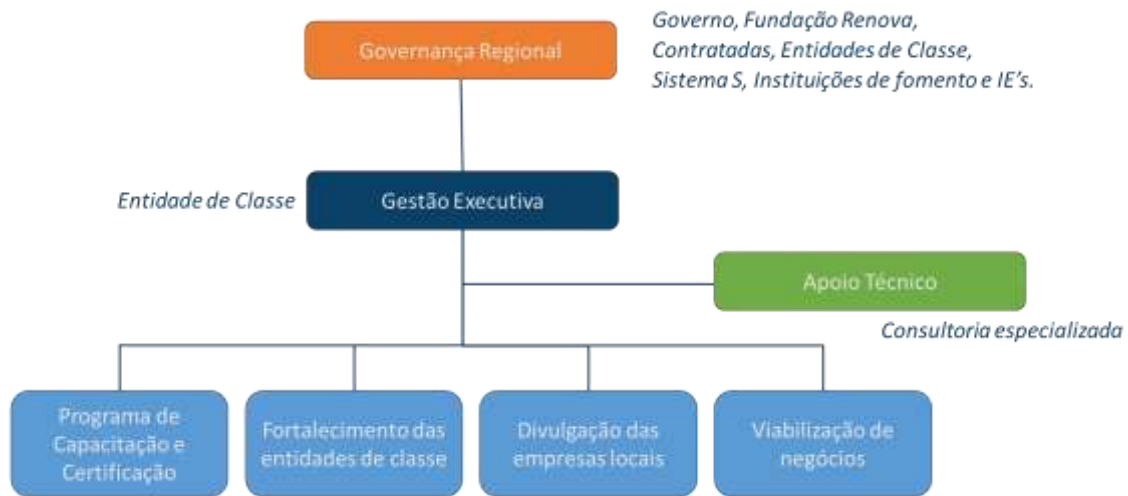 Governança Regional
Governo, Fundação Renova,
Contratadas, Entidades de Classe,
Sistema S, Instituições de fomento e IE's.
Entidade de Classe
Gestão Executiva
Apoio Técnico
Consultoria especializada
Programa de
Capacitação e
Certificação
Fortalecimento das
entidades de classe
Divulgação das
empresas locais
Viabilização de
negócios